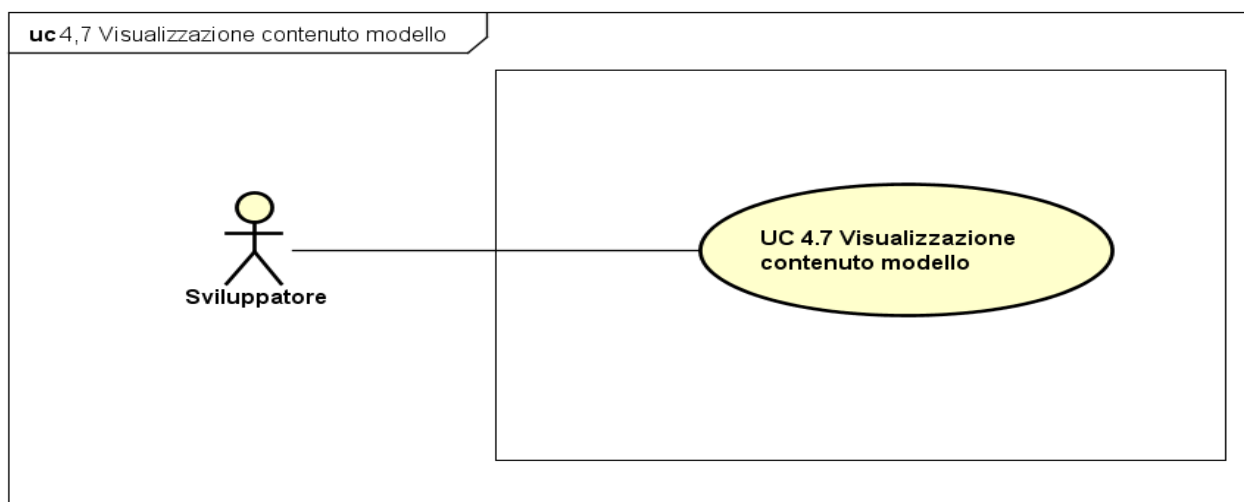 uc 4,7 Visualizzazione contenuto modello
UC 4.7 Visualizzazione
contenuto modello
Sviluppatore